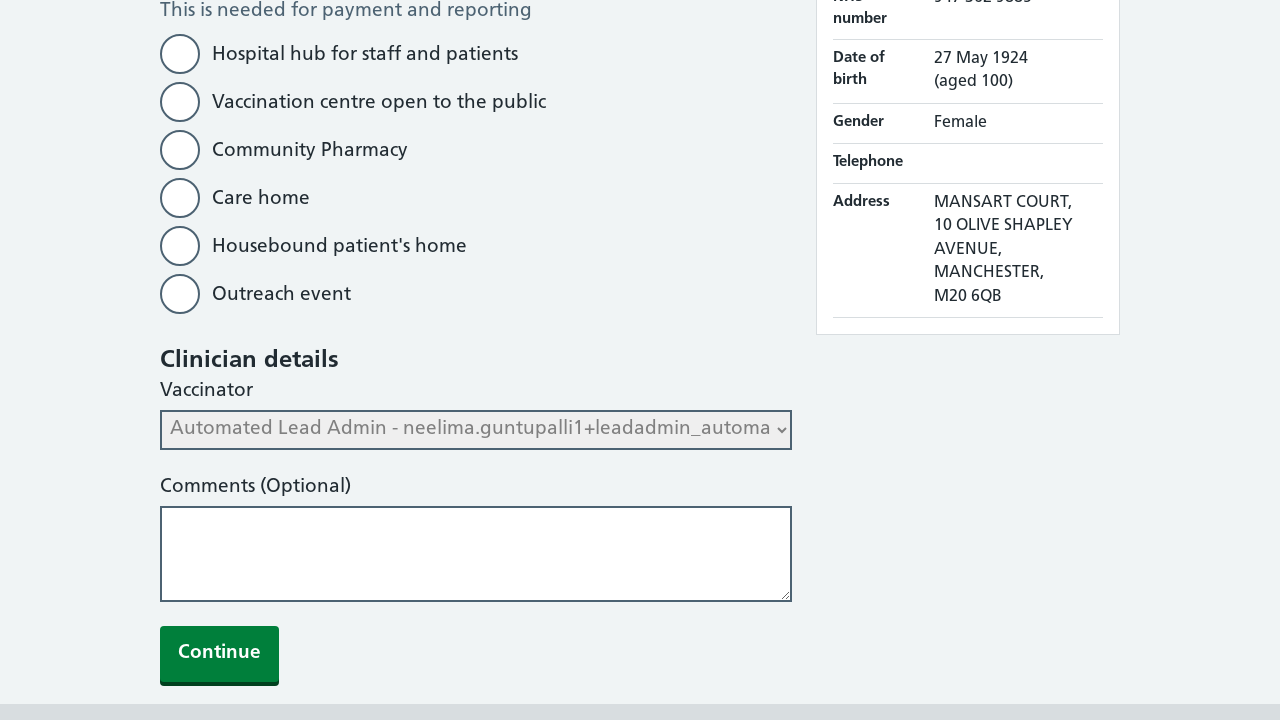 This is needed for payment and reporting
Hospital hub for staff and patients
Vaccination centre open to the public
Community Pharmacy
Care home
Housebound patient's home
Outreach event
Clinician details
Vaccinator
Automated Lead Admin - neelima.guntupalli1+leadadmin_automa
Comments (Optional)
Continue
number
Date of birth
27 May 1924
(aged 100)
Gender
Female
Telephone
Address
MANSART COURT,
10 OLIVE SHAPLEY
AVENUE,
MANCHESTER,
M20 6QB